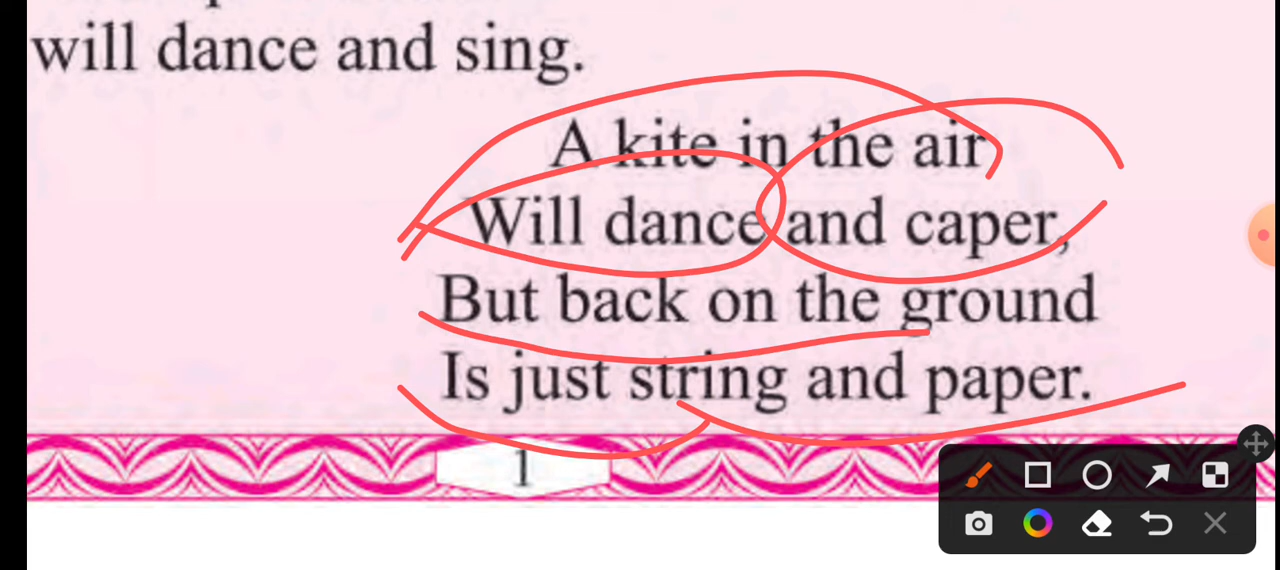 will dance and sing.
A kite in the air
Will dance and caper,
But back on the ground
Is just string and paper.
1